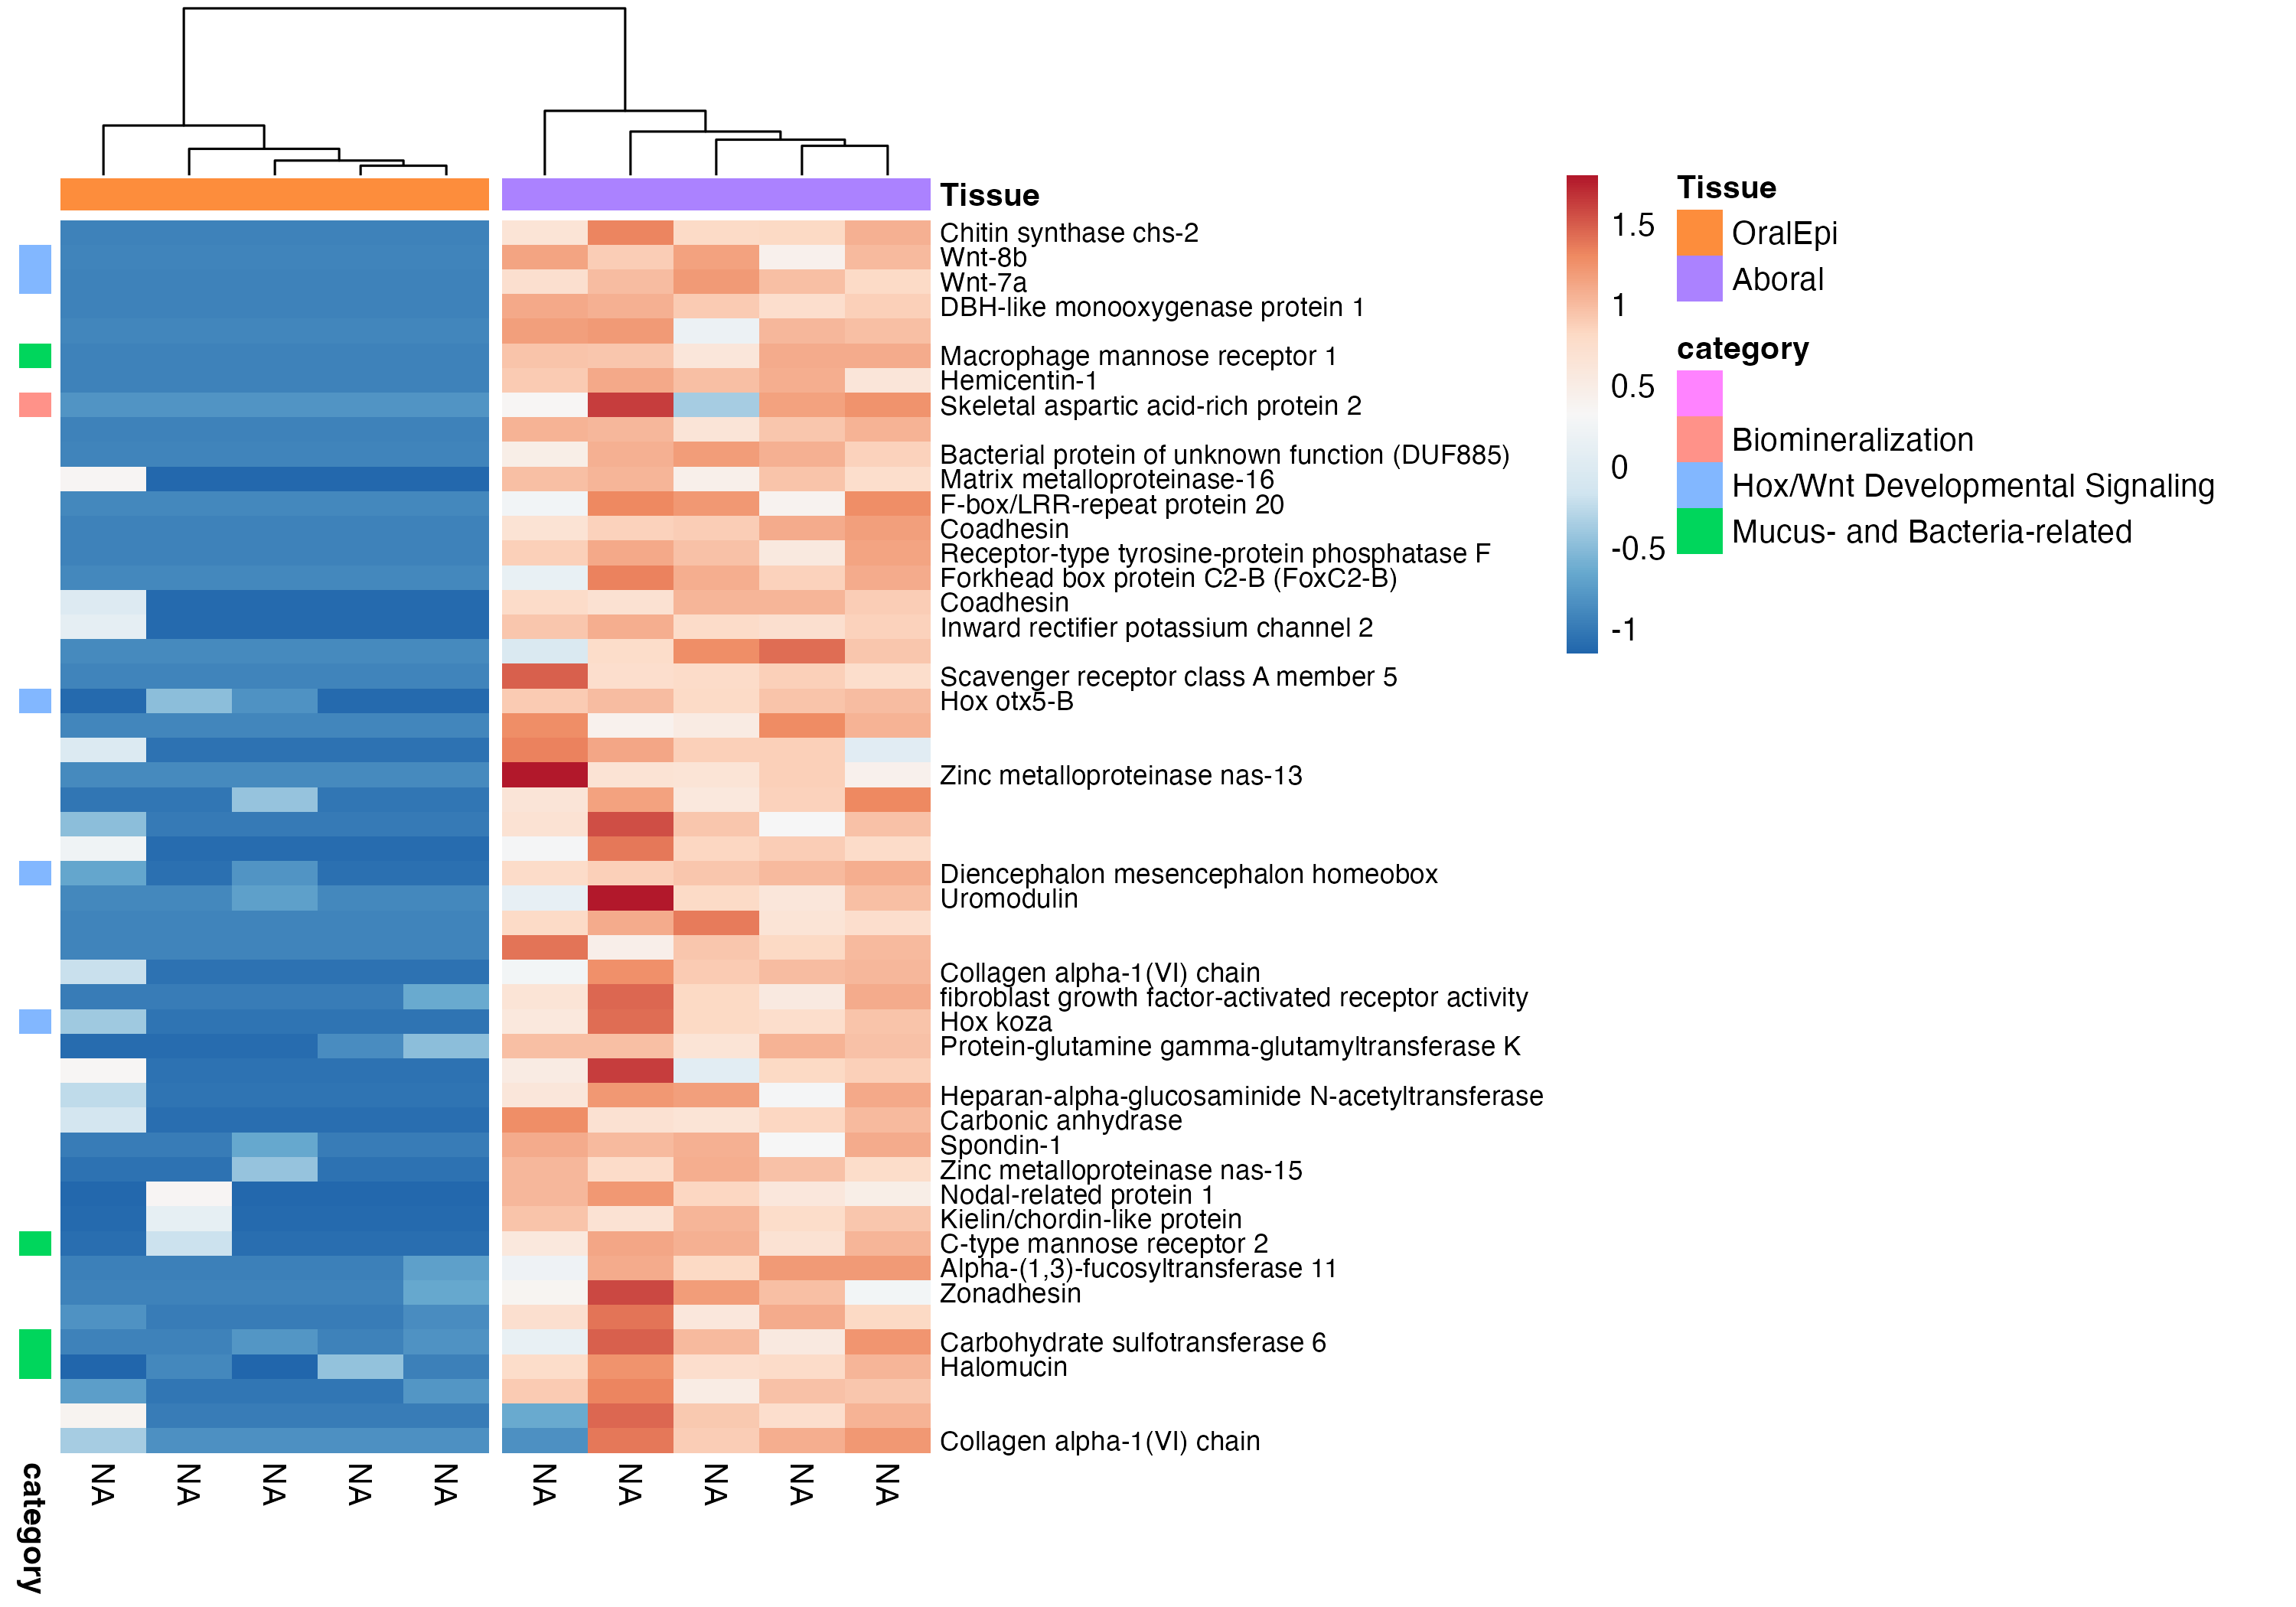 Tissue
Chitin synthase chs-2
Wnt-8b
Wnt-7a
DBH-like monooxygenase protein 1
Macrophage mannose receptor 1
Hemicentin-1
Skeletal aspartic acid-rich protein 2
Bacterial protein of unknown function (DUF885)
Matrix metalloproteinase-16
F-box/LRR-repeat protein 20
Coadhesin
Receptor-type tyrosine-protein phosphatase F
Forkhead box protein C2-B (FoxC2-B)
Coadhesin
Inward rectifier potassium channel 2
Scavenger receptor class A member 5
Hox otx5-B
Zinc metalloproteinase nas-13
Diencephalon mesencephalon homeobox
Uromodulin
Collagen alpha-1(VI) chain
fibroblast growth factor-activated receptor activity
Hox koza
Protein-glutamine gamma-glutamyltransferase K
Heparan-alpha-glucosaminide N-acetyltransferase
Carbonic anhydrase
Spondin-1
Zinc metalloproteinase nas-15
Nodal-related protein 1
Kielin/chordin-like protein
C-type mannose receptor 2
Alpha-(1,3)-fucosyltransferase 11
Zonadhesin
Carbohydrate sulfotransferase 6
Halomucin
Collagen alpha-1(VI) chain
category
NA
NA
NA
NA
NA
NA
NA
NA
NA
NA
1.5
1
0.5
0
-0.5
-1
Tissue
OralEpi
Aboral
category
Biomineralization
Hox/Wnt Developmental Signaling
Mucus- and Bacteria-related